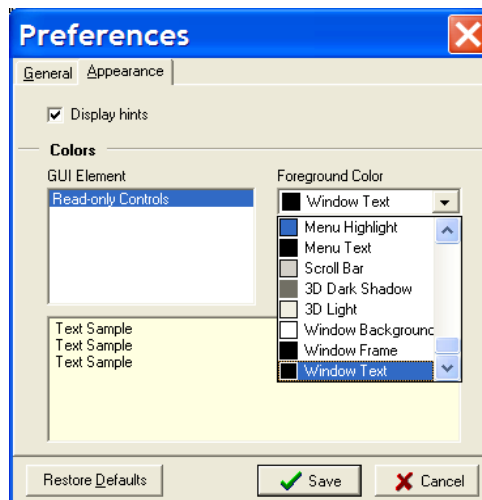 Preferences
General Appearance
Display hints
Colors
GUI Element
Foreground Color
Read-only Controls
Window Text
Menu Highlight
Menu Text
Scroll Bar
3D Dark Shadow
3D Light
Window Background
Window Frame
Window Text
Text Sample
Text Sample
Text Sample
Restore Defaults
Save
Cancel